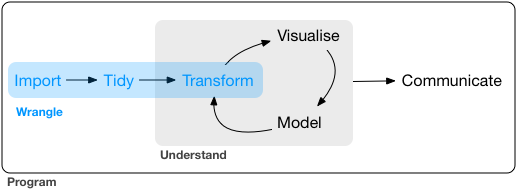 Visualise
Import
Tidy
Transform
Communicate
Wrangle
Model
Understand
Program